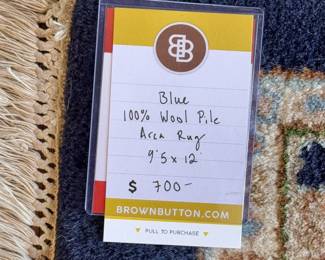 BB
Blue
100% Wool Pile
Area Rug
9'5 x 12'
$ 700-
BROWNBUTTON.COM
PULL TO PURCHASE